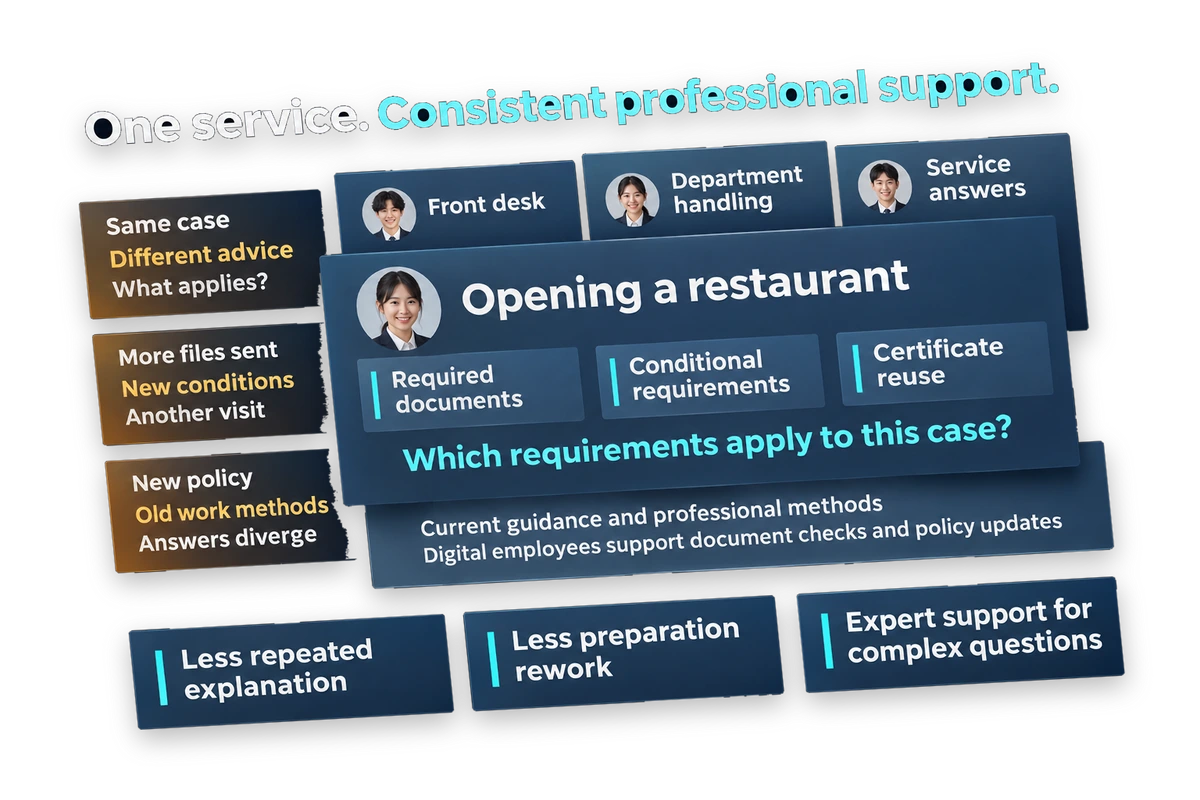 One service. Consistent professional support.
Same case
Different advice
What applies?
More files sent
New conditions
Another visit
New policy
Old work methods
Answers diverge
Front desk
Department
handling
Service
answers
Opening a restaurant
Required
documents
Conditional
requirements
Certificate
reuse
Which requirements apply to this case?
Current guidance and professional methods
Digital employees support document checks and policy updates
Less repeated
explanation
Less preparation
rework
Expert support for
complex questions